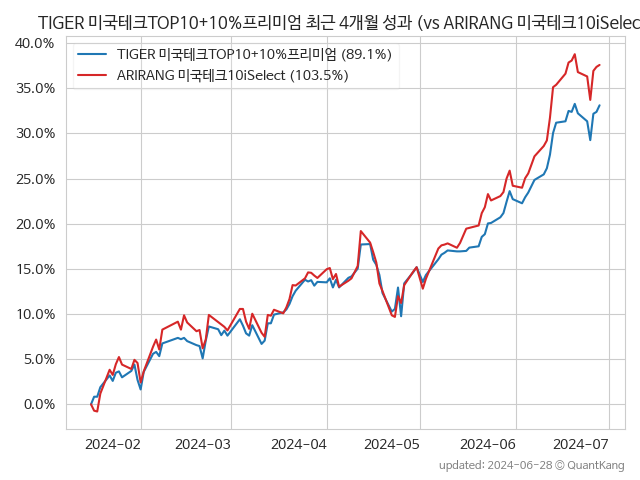 TIGER 미국테크TOP10+10%프리미엄 최근 4개월 성과 (vs ARIRANG 미국테크10iSelec
TIGER 미국테크TOP10+10%프리미엄 (89.1%)
ARIRANG 미국테크10iSelect (103.5%)
40.0%
35.0%
30.0%
25.0%
20.0%
15.0%
10.0%
5.0%
0.0%
2024-02 2024-03 2024-04 2024-05 2024-06 2024-07
updated: 2024-06-28 © QuantKang